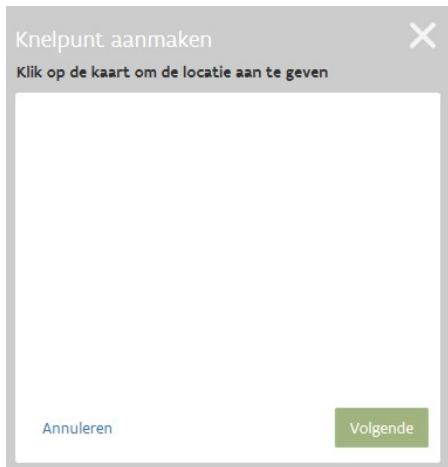 Knelpunt aanmaken
Klik op de kaart om de locatie aan te geven
Annuleren
Volgende